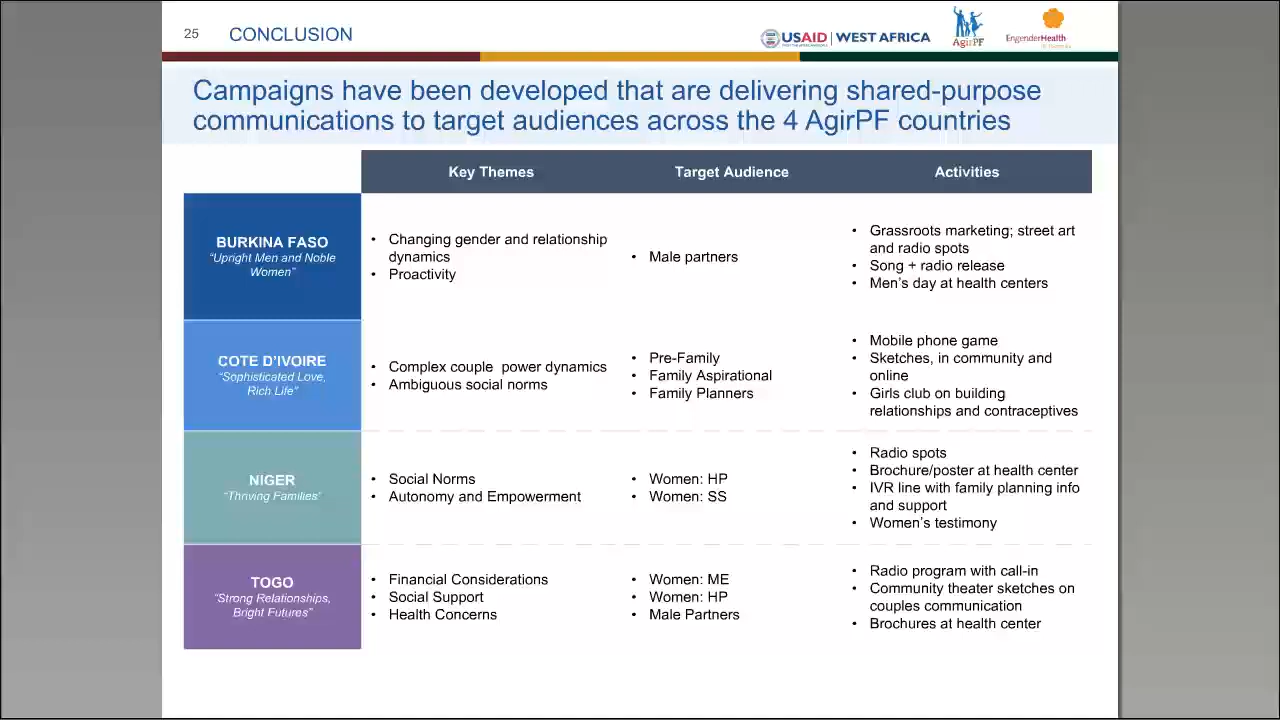 25 CONCLUSION
USAID | WEST AFRICA
AgirPF
EngenderHealth
Campaigns have been developed that are delivering shared-purpose
communications to target audiences across the 4 AgirPF countries
Key Themes Target Audience Activities
BURKINA FASO
“Upright Men and Noble
Women”
• Changing gender and relationship
dynamics
• Proactivity
• Male partners
• Grassroots marketing; street art
and radio spots
• Song + radio release
• Men’s day at health centers
COTE D’IVOIRE
“Sophisticated Love,
Rich Life”
• Complex couple power dynamics
• Ambiguous social norms
• Pre-Family
• Family Aspirational
• Family Planners
• Mobile phone game
• Sketches, in community and
online
• Girls club on building
relationships and contraceptives
NIGER
“Thriving Families”
• Social Norms
• Autonomy and Empowerment
• Women: HP
• Women: SS
• Radio spots
• Brochure/poster at health center
• IVR line with family planning info
and support
• Women’s testimony
TOGO
“Strong Relationships,
Bright Futures”
• Financial Considerations
• Social Support
• Health Concerns
• Women: ME
• Women: HP
• Male Partners
• Radio program with call-in
• Community theater sketches on
couples communication
• Brochures at health center